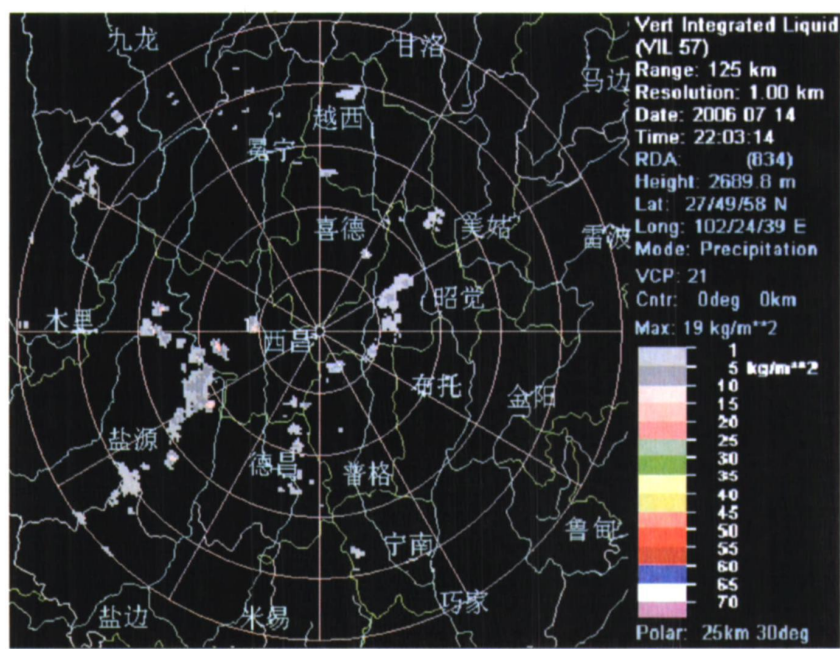 九龙
甘洛
马边
越西
冕宁
喜德
美姑
雷波
昭觉
木里
西昌
布托
金阳
盐源
德昌
普格
鲁甸
宁南
盐边
米易
巧家
Vert Integrated Liquid
(VIL 57)
Range: 125 km
Resolution: 1.00 km
Date: 2006 07 14
Time: 22:03:14
RDA: (834)
Height: 2689.8 m
Lat: 27/49/58 N
Long: 102/24/39 E
Mode: Precipitation
VCP: 21
Cntr: 0deg 0km
Max: 19 kg/m**2
1
5 kg/m**2
10
15
20
25
30
35
40
45
50
55
60
65
70
Polar: 25km 30deg